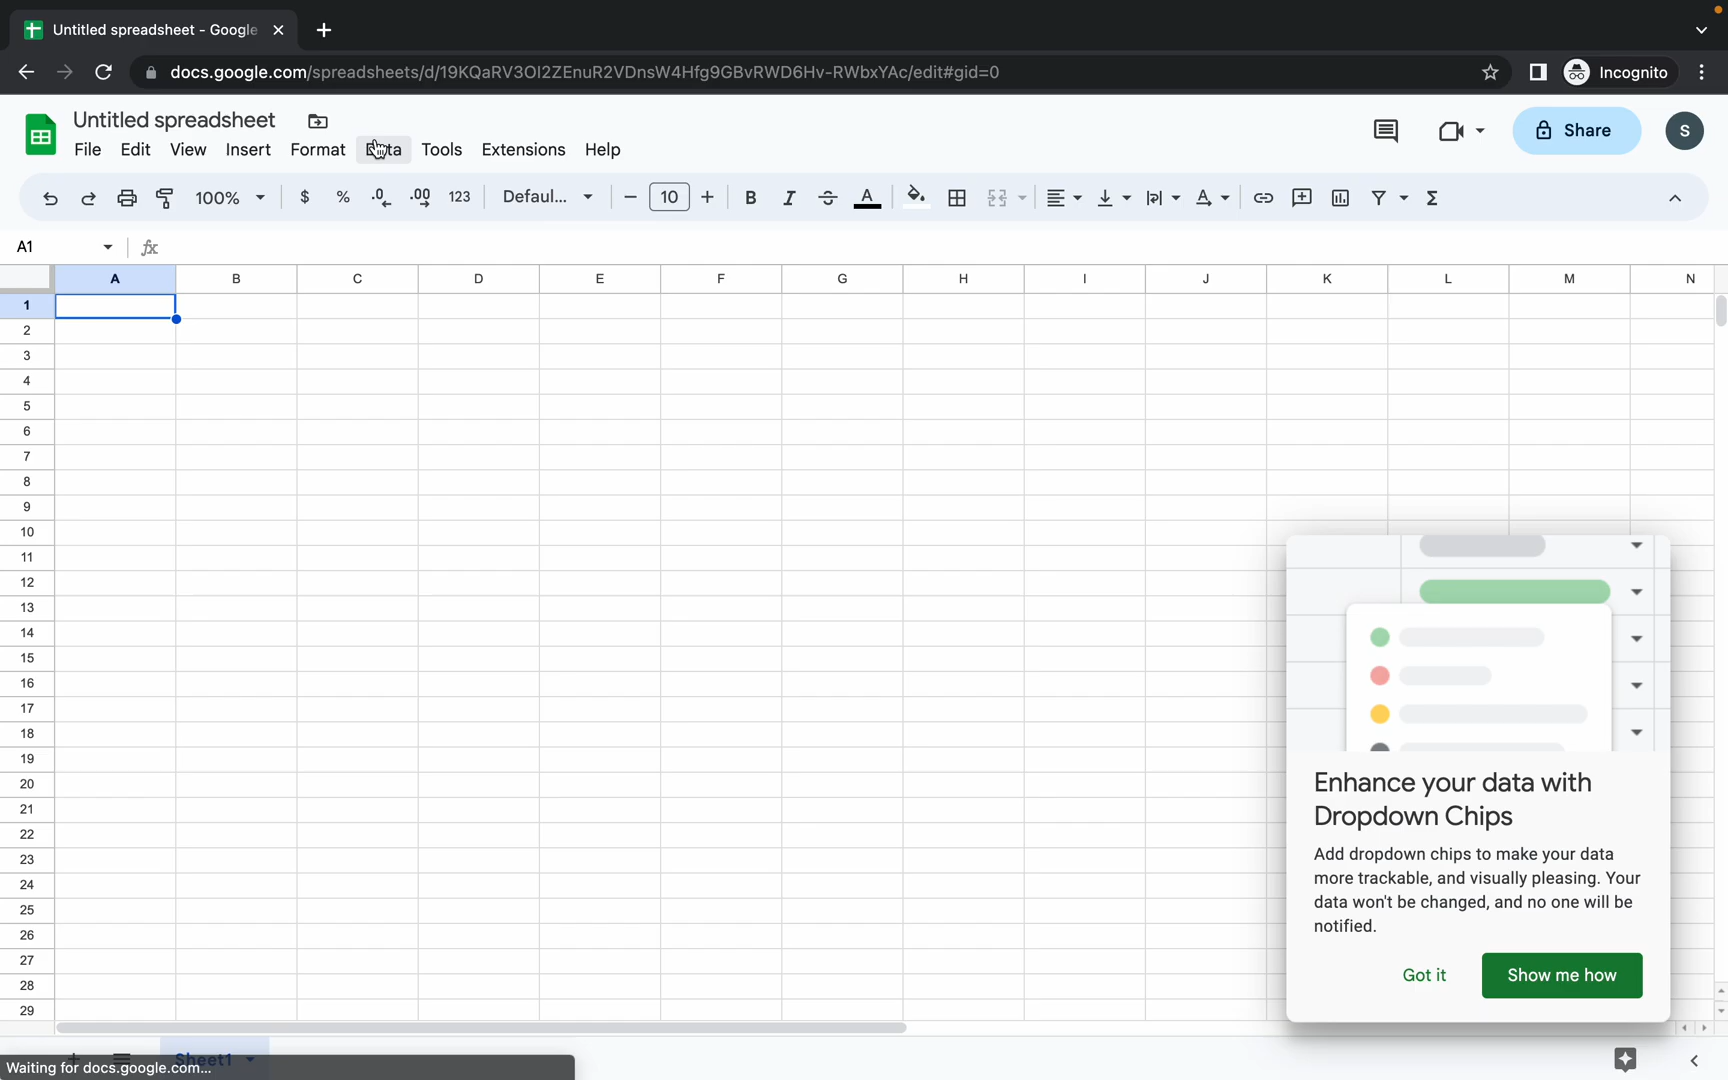 Untitled spreadsheet - Google
docs.google.com/spreadsheets/d/19KQaRV3OI2ZEnuR2VDnsW4Hfg9GBvRWD6Hv-RWbxYAc/edit#gid=0
Incognito
Untitled spreadsheet
File Edit View Insert Format Tools Extensions Help
Share
S
100% $ % .0 .00 123 Defaul... 10 B I A Σ
A1 fx
A B C D E F G H I J K L M N
1
2
3
4
5
6
7
8
9
10
11
12
13
14
15
16
17
18
19
20
21
22
23
24
25
26
27
28
29
Enhance your data with
Dropdown Chips
Add dropdown chips to make your data
more trackable, and visually pleasing. Your
data won't be changed, and no one will be
notified.
Got it Show me how
Sheet1
Waiting for docs.google.com...